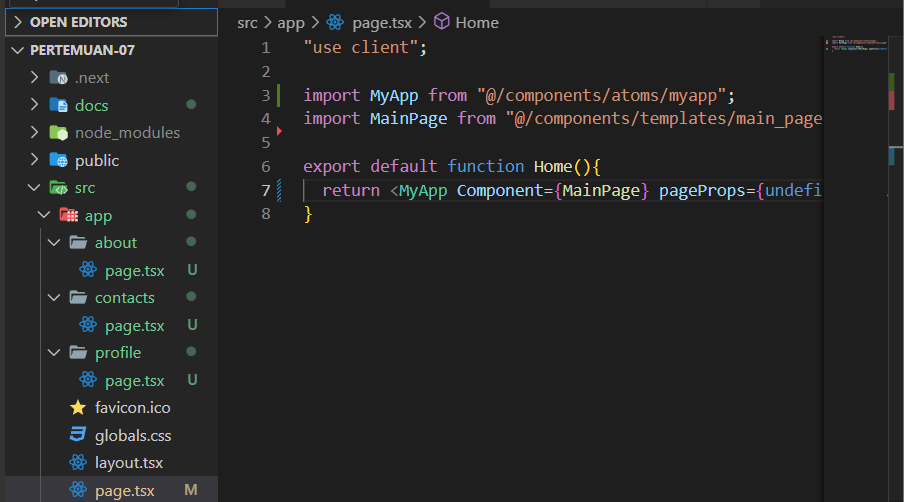 OPEN EDITORS
PERTEMUAN-07
.next
docs
node_modules
public
src
app
about
page.tsx U
contacts
page.tsx U
profile
page.tsx U
favicon.ico
globals.css
layout.tsx
page.tsx M
src > app > page.tsx > Home
1 "use client";
2
3 import MyApp from "@/components/atoms/myapp";
4 import MainPage from "@/components/templates/main_page
5
6 export default function Home(){
7 return <MyApp Component={MainPage} pageProps={undefi
8 }